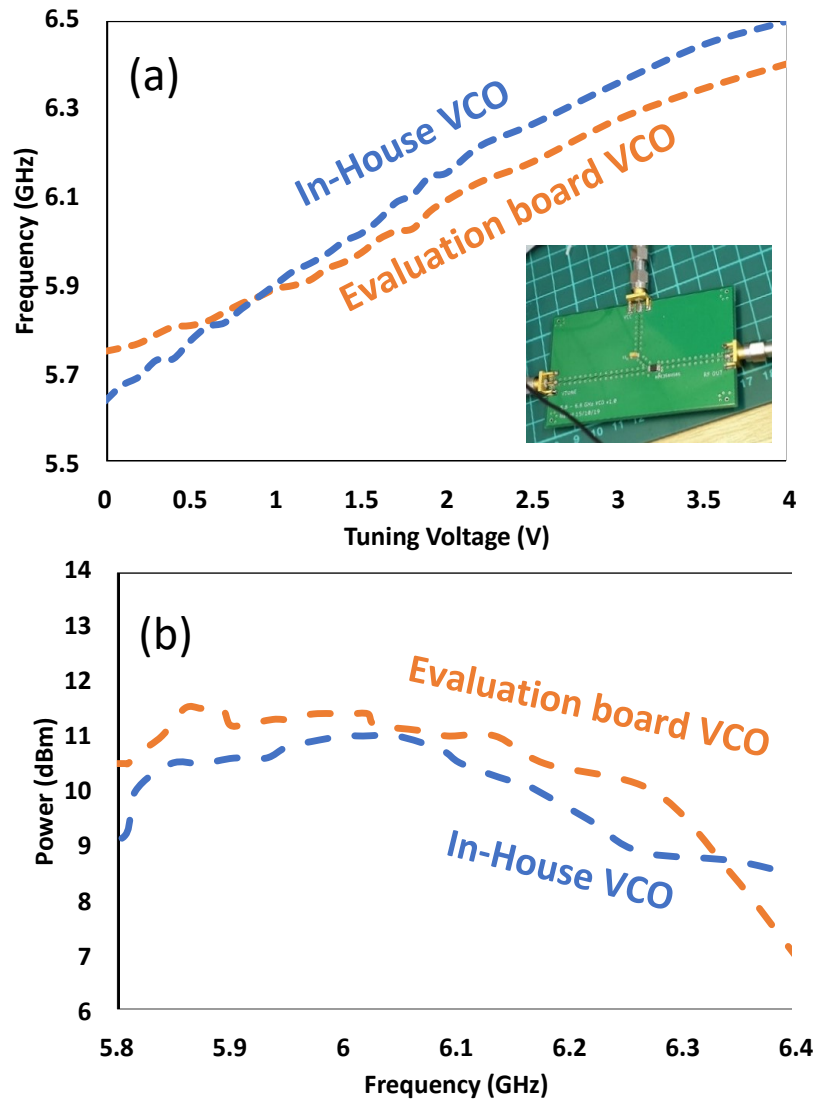 (a)
In-House VCO
Evaluation board VCO
Frequency (GHz)
6.5
6.3
6.1
5.9
5.7
5.5
RF OUT
0 0.5 1 1.5 2 2.5 3 3.5 4
Tuning Voltage (V)
(b)
Evaluation board VCO
In-House VCO
Power (dBm)
14
13
12
11
10
9
8
7
6
5.8 5.9 6 6.1 6.2 6.3 6.4
Frequency (GHz)